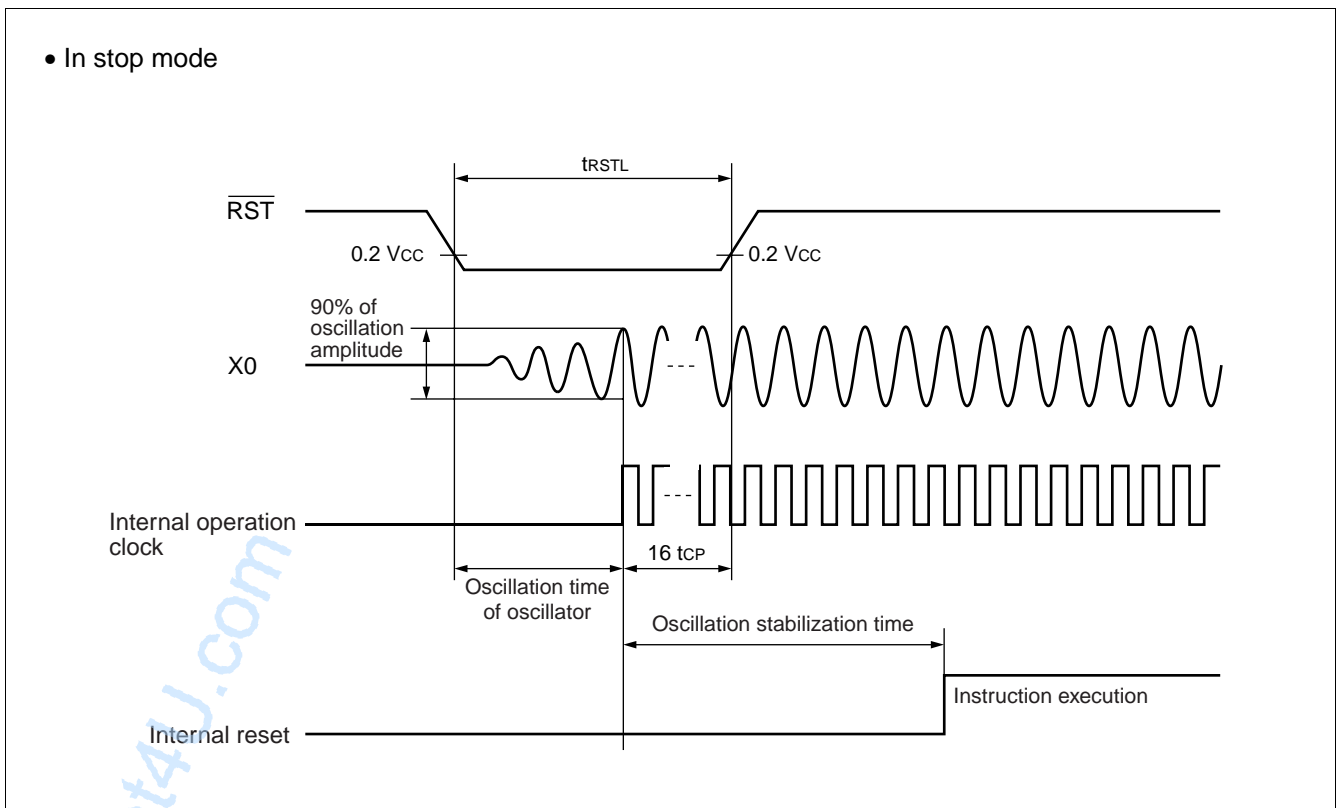 • In stop mode
tRSTL
RST
0.2 VCC
0.2 VCC
90% of
oscillation
amplitude
X0
Internal operation
clock
16 tCP
Oscillation time
of oscillator
Oscillation stabilization time
Instruction execution
Internal reset